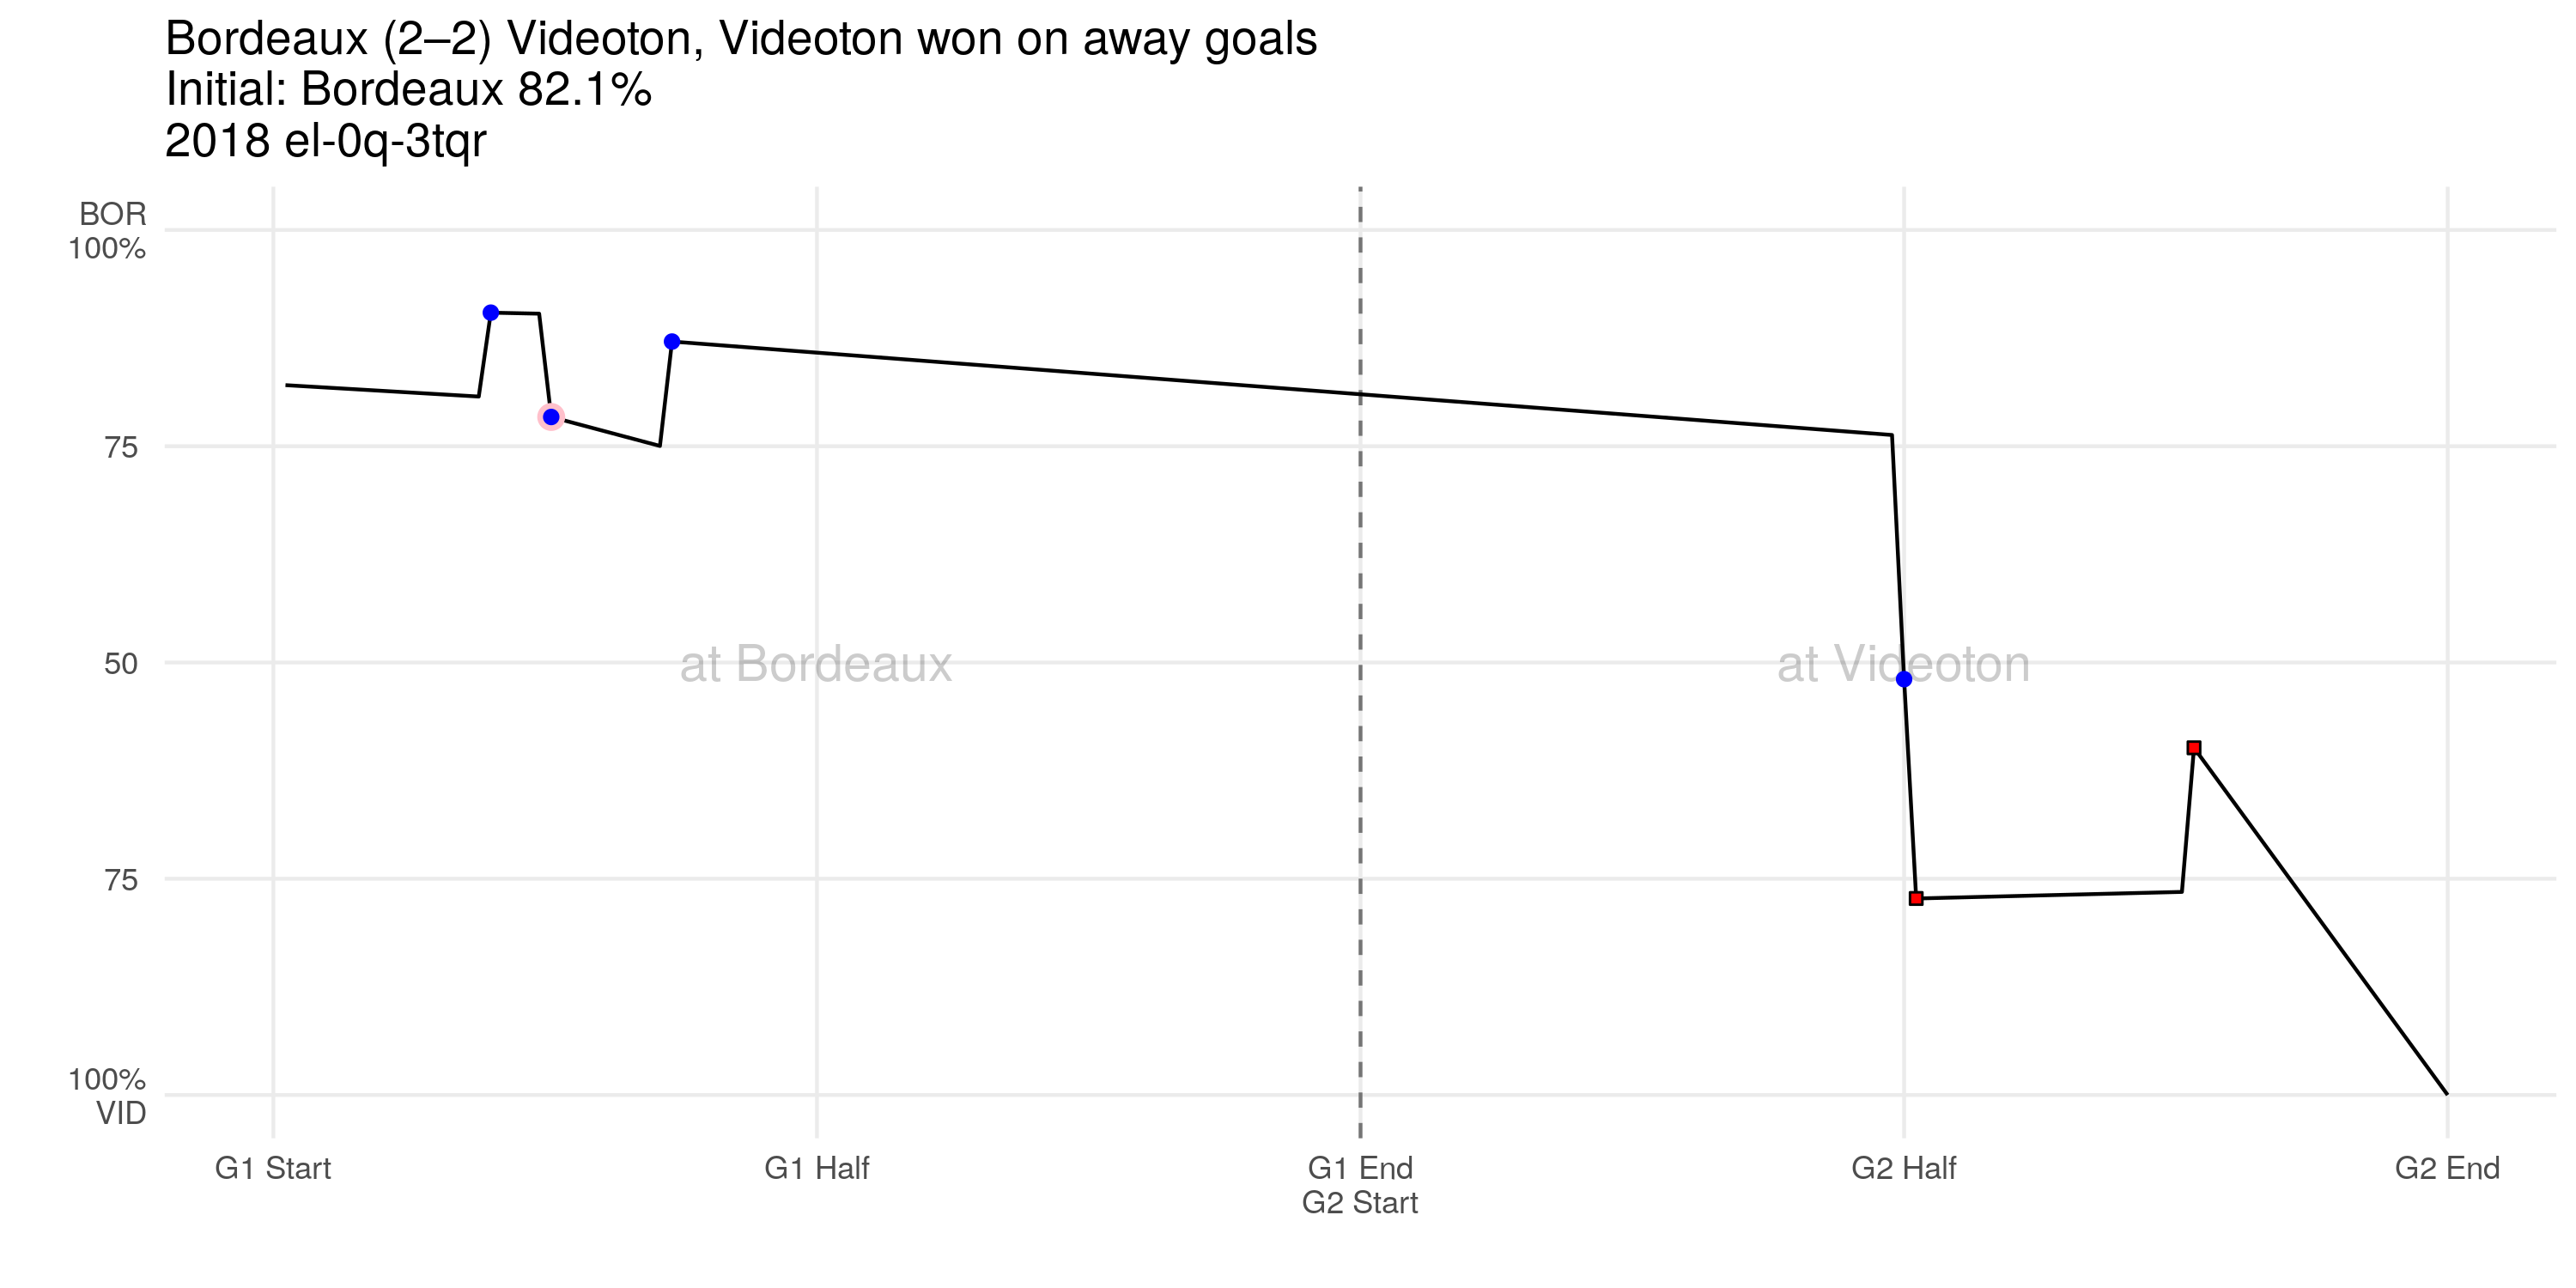 Bordeaux (2–2) Videoton, Videoton won on away goals
Initial: Bordeaux 82.1%
2018 el-0q-3tqr
BOR
100%
75
50
75
100%
VID
at Bordeaux
at Videoton
G1 Start
G1 Half
G1 End
G2 Start
G2 Half
G2 End